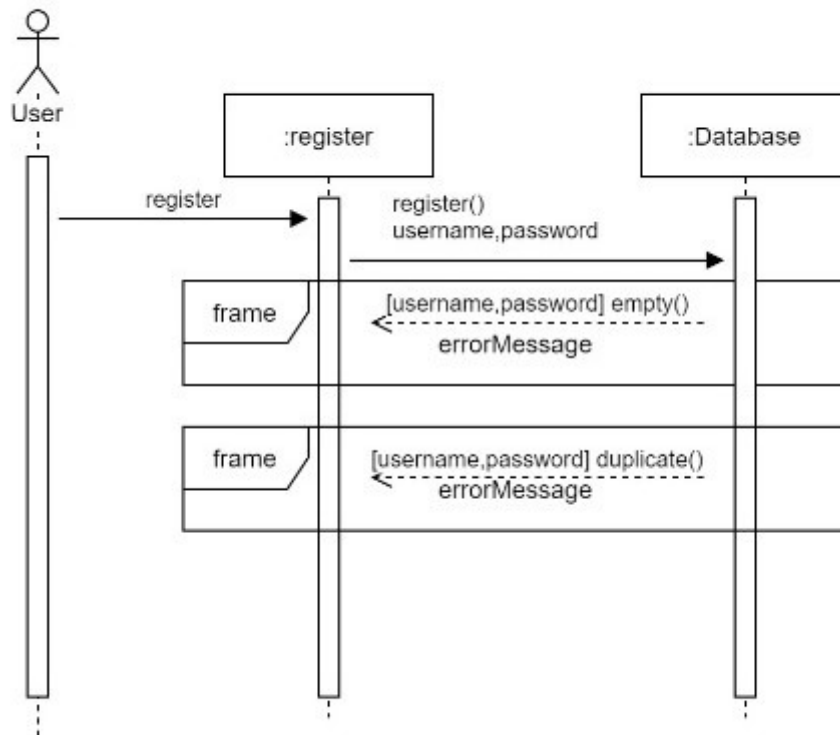 User
:register
:Database
register
register()
username,password
frame
[username,password] empty()
errorMessage
frame
[username,password] duplicate()
errorMessage